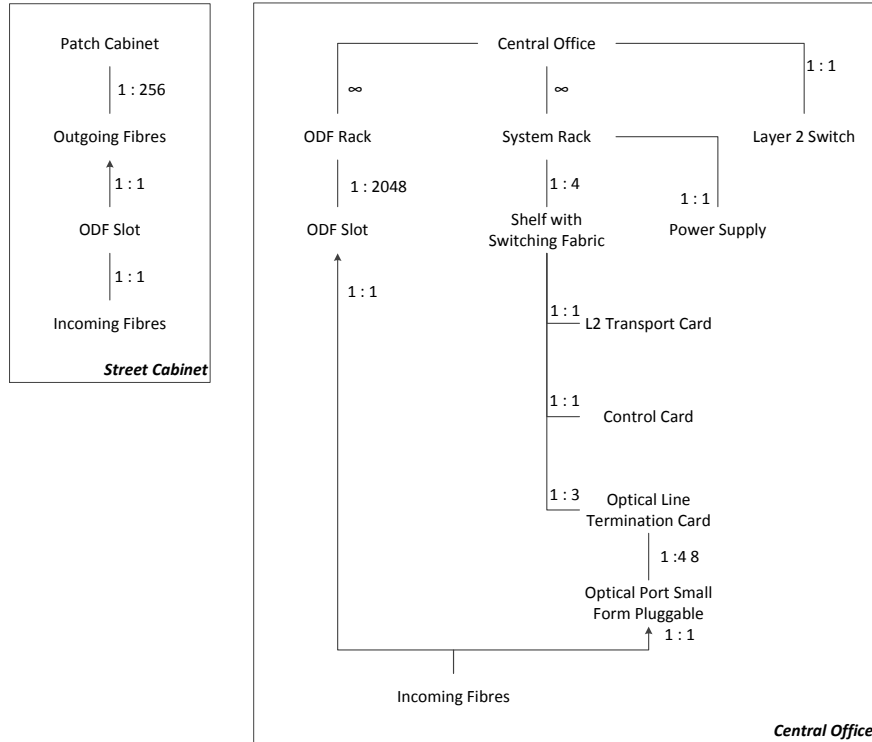 Patch Cabinet
1 : 256
Outgoing Fibres
1 : 1
ODF Slot
1 : 1
Incoming Fibres
Street Cabinet
Central Office
∞
∞
1 : 1
ODF Rack
System Rack
Layer 2 Switch
1 : 2048
1 : 4
1 : 1
ODF Slot
Shelf with
Switching Fabric
Power Supply
1 : 1
1 : 1
L2 Transport Card
1 : 1
Control Card
1 : 3
Optical Line
Termination Card
1 :4 8
Optical Port Small
Form Pluggable
1 : 1
Incoming Fibres
Central Office